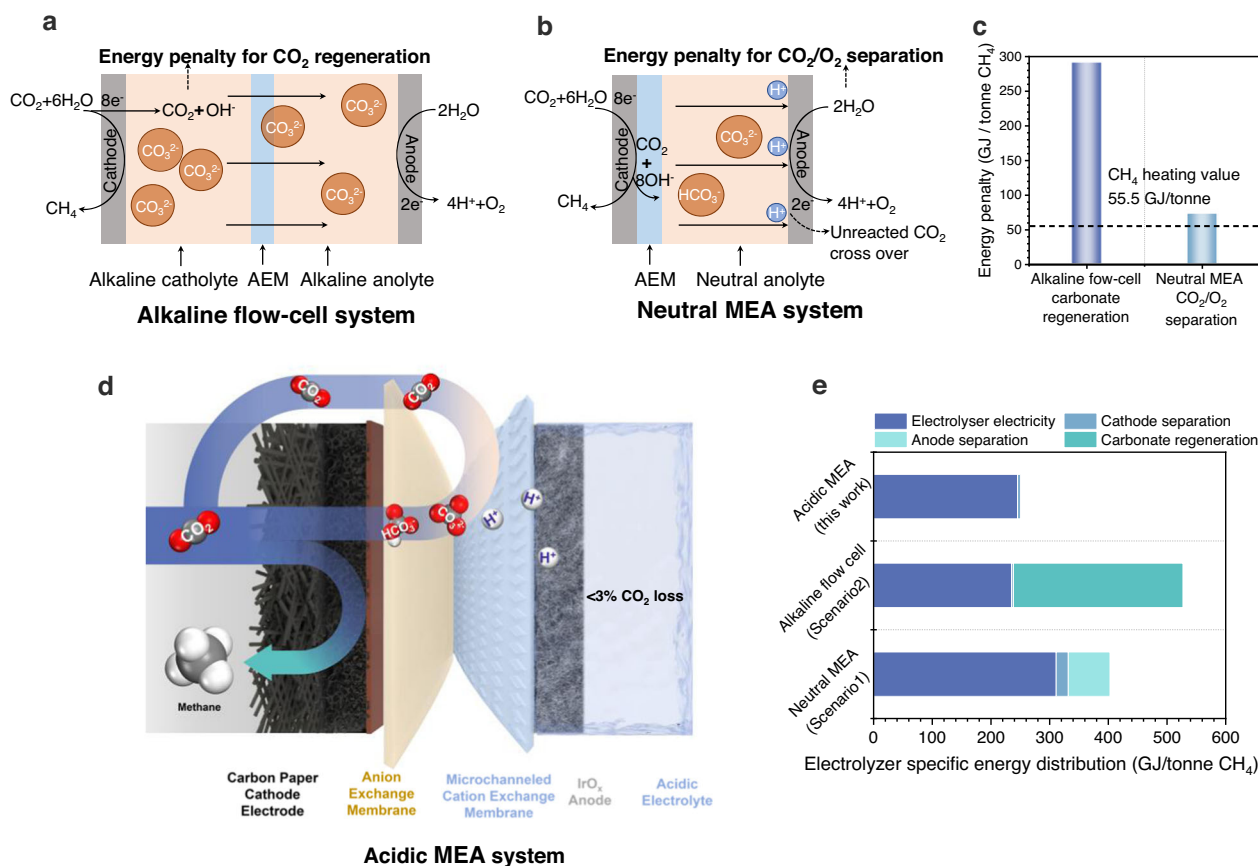 a
Energy penalty for CO₂ regeneration
CO₂+6H₂O 8e⁻
CO₂+OH⁻
CO₃²⁻
CO₃²⁻
CO₃²⁻
CO₃²⁻
CO₃²⁻
CO₃²⁻
Cathode
Anode
2H₂O
CH₄
2e⁻
4H⁺+O₂
Alkaline catholyte
AEM
Alkaline anolyte
Alkaline flow-cell system
b
Energy penalty for CO₂/O₂ separation
CO₂+6H₂O 8e⁻
H⁺
2H₂O
CO₃²⁻
H⁺
Cathode
CO₂
+
8OH⁻
Anode
HCO₃⁻
CH₄
H⁺
2e⁻
4H⁺+O₂
Unreacted CO₂
cross over
AEM
Neutral anolyte
Neutral MEA system
c
Energy penalty (GJ / tonne CH₄)
300
250
200
150
100
50
0
CH₄ heating value
55.5 GJ/tonne
Alkaline fow-cell
carbonate
regeneration
Neutral MEA
CO₂/O₂
separation
d
CO₂
CO₂
CO₂
HCO₃⁻
CO₃²⁻
H⁺
H⁺
H⁺
<3% CO₂ loss
Methane
Carbon Paper
Cathode
Electrode
Anion
Exchange
Membrane
Microchanneled
Cation Exchange
Membrane
IrOₓ
Anode
Acidic
Electrolyte
Acidic MEA system
e
Electrolyser electricity
Cathode separation
Anode separation
Carbonate regeneration
Acidic MEA
(this work)
Alkaline flow cell
(Scenario2)
Neutral MEA
(Scenario1)
0
100
200
300
400
500
600
Electrolyzer specific energy distribution (GJ/tonne CH₄)